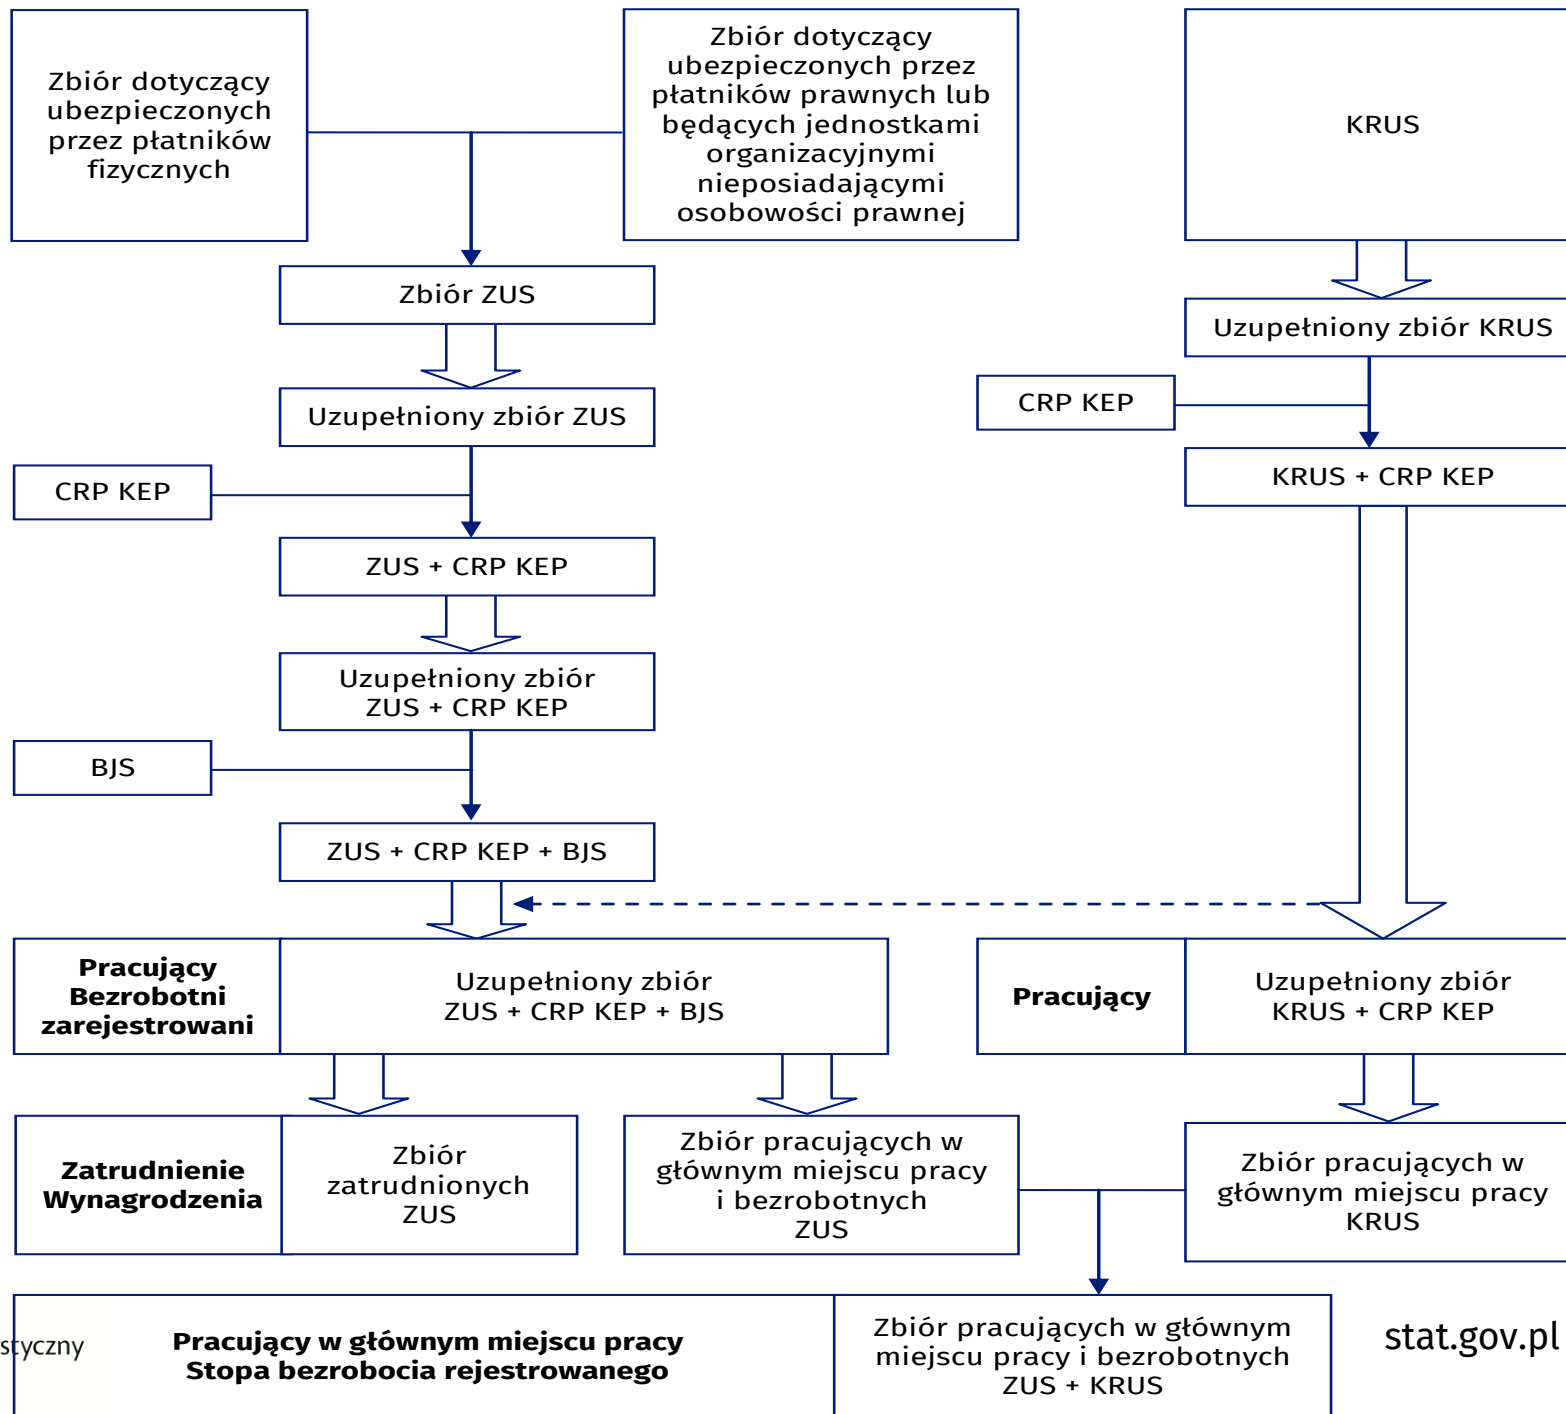 Zbiór dotyczący
ubezpieczonych
przez płatników
fizycznych
Zbiór dotyczący
ubezpieczonych przez
płatników prawnych lub
będących jednostkami
organizacyjnymi
nieposiadającymi
osobowości prawnej
KRUS
Zbiór ZUS
Uzupełniony zbiór KRUS
Uzupełniony zbiór ZUS
CRP KEP
CRP KEP
KRUS + CRP KEP
ZUS + CRP KEP
Uzupełniony zbiór
ZUS + CRP KEP
BJS
ZUS + CRP KEP + BJS
Pracujący
Bezrobotni
zarejestrowani
Uzupełniony zbiór
ZUS + CRP KEP + BJS
Pracujący
Uzupełniony zbiór
KRUS + CRP KEP
Zatrudnienie
Wynagrodzenia
Zbiór
zatrudnionych
ZUS
Zbiór pracujących w
głównym miejscu pracy
i bezrobotnych
ZUS
Zbiór pracujących w
głównym miejscu pracy
KRUS
Pracujący w głównym miejscu pracy
Stopa bezrobocia rejestrowanego
Zbiór pracujących w głównym
miejscu pracy i bezrobotnych
ZUS + KRUS
stat.gov.pl